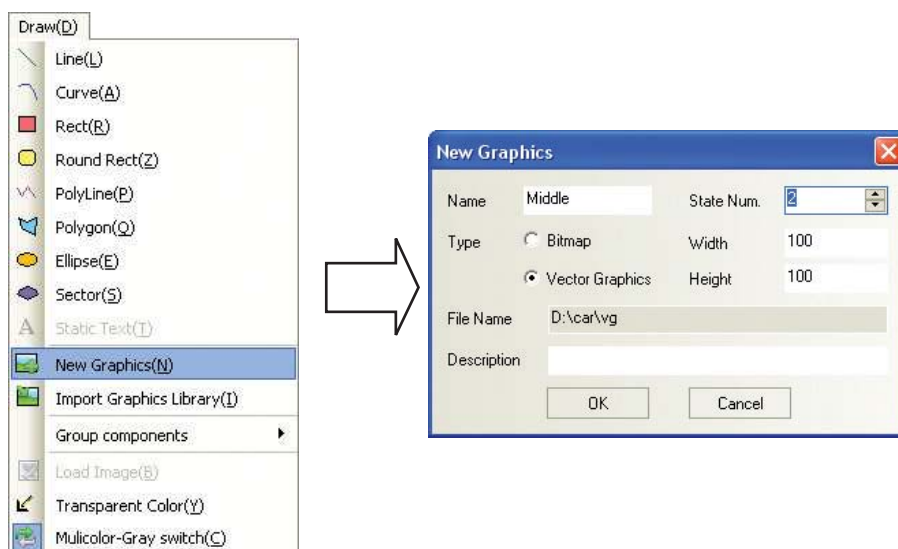 Draw(D)
Line(L)
Curve(A)
Rect(R)
Round Rect(Z)
PolyLine(P)
Polygon(Q)
Ellipse(E)
Sector(S)
Static Text(T)
New Graphics(N)
Import Graphics Library(I)
Group components
Load Image(B)
Transparent Color(Y)
Mulicolor-Gray switch(C)
New Graphics
Name Middle State Num. 2
Type Bitmap Width 100
Vector Graphics Height 100
File Name D:\car\vg
Description
OK Cancel